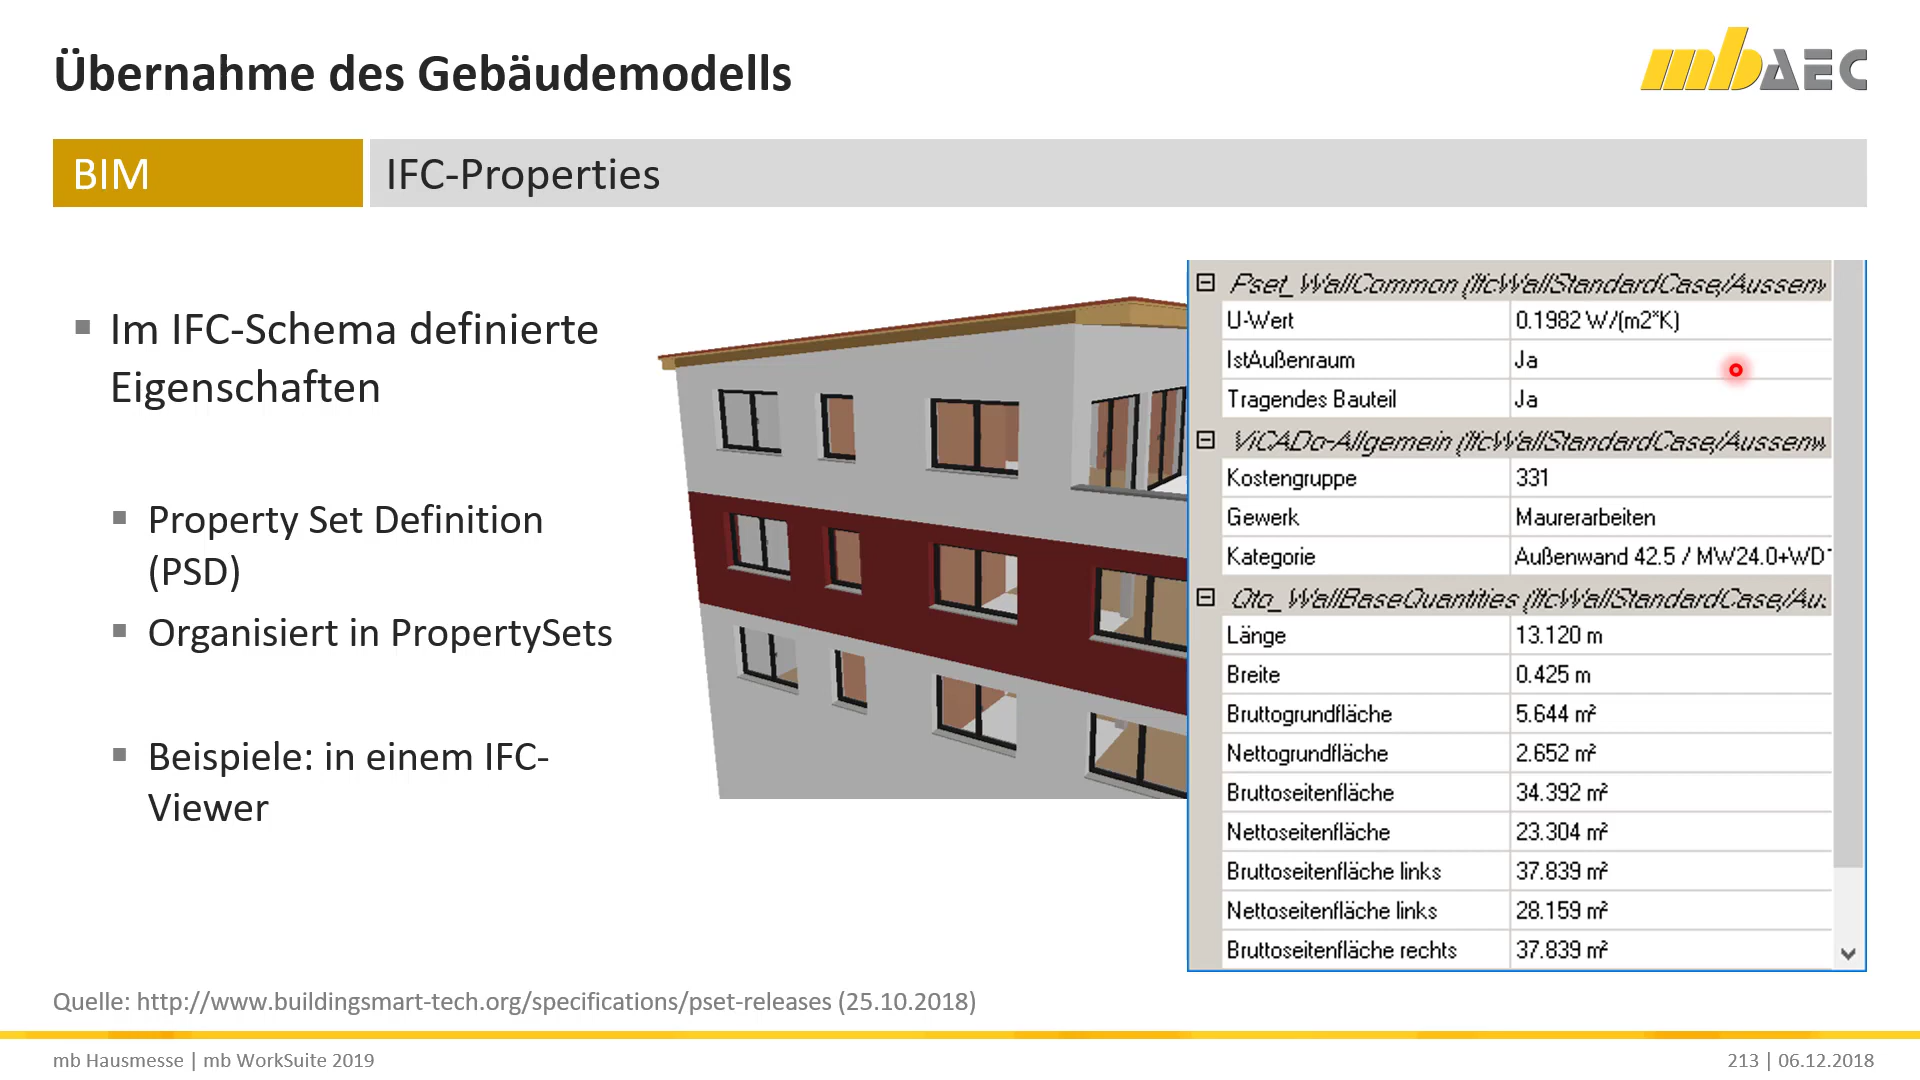 Übernahme des Gebäudemodells
mb AEC
BIM
IFC-Properties
▪ Im IFC-Schema definierte
Eigenschaften
▪ Property Set Definition
(PSD)
▪ Organisiert in PropertySets
▪ Beispiele: in einem IFC-
Viewer
Pset_WallCommon (IfcWallStandardCase/Aussenw
U-Wert 0.1982 W/(m2*K)
IstAußenraum Ja
Tragendes Bauteil Ja
ViCADo-Allgemein (IfcWallStandardCase/Aussenw
Kostengruppe 331
Gewerk Maurerarbeiten
Kategorie Außenwand 42.5 / MW24.0+WD1
Qto_WallBaseQuantities (IfcWallStandardCase/Aus
Länge 13.120 m
Breite 0.425 m
Bruttogrundfläche 5.644 m²
Nettogrundfläche 2.652 m²
Bruttoseitenfläche 34.392 m²
Nettoseitenfläche 23.304 m²
Bruttoseitenfläche links 37.839 m²
Nettoseitenfläche links 28.159 m²
Bruttoseitenfläche rechts 37.839 m²
Quelle: http://www.buildingsmart-tech.org/specifications/pset-releases (25.10.2018)
mb Hausmesse | mb WorkSuite 2019
213 | 06.12.2018